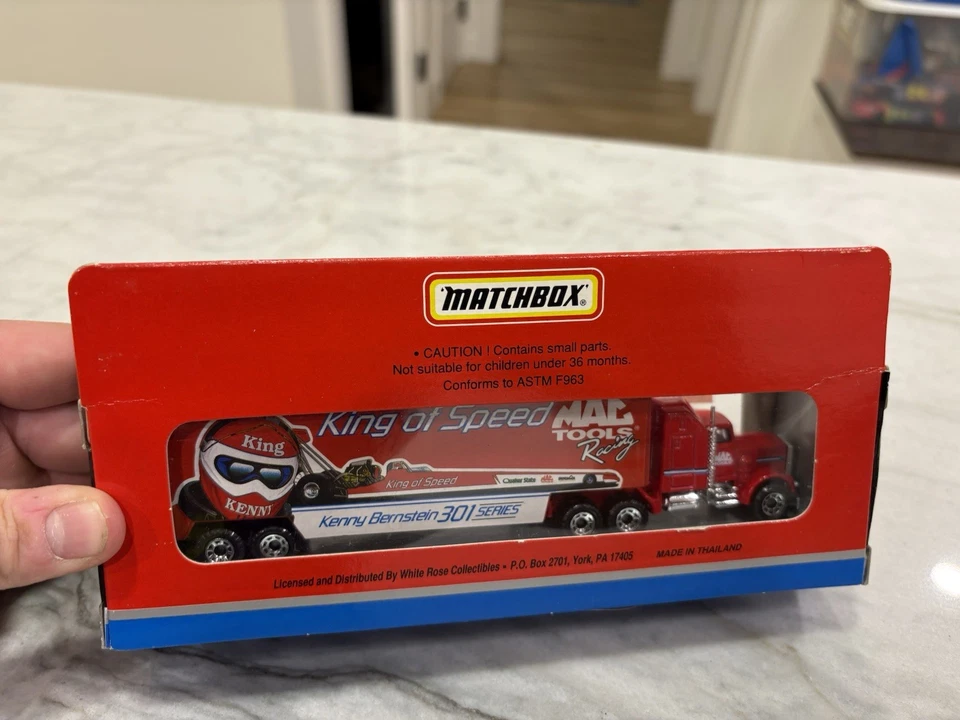 MATCHBOX®
• CAUTION ! Contains small parts.
Not suitable for children under 36 months.
Conforms to ASTM F963
King of Speed
MAC TOOLS®
Racing
King
KENNY
King of Speed
Quaker State
Kenny Bernstein 301 SERIES
Licensed and Distributed By White Rose Collectibles • P.O. Box 2701, York, PA 17405 MADE IN THAILAND